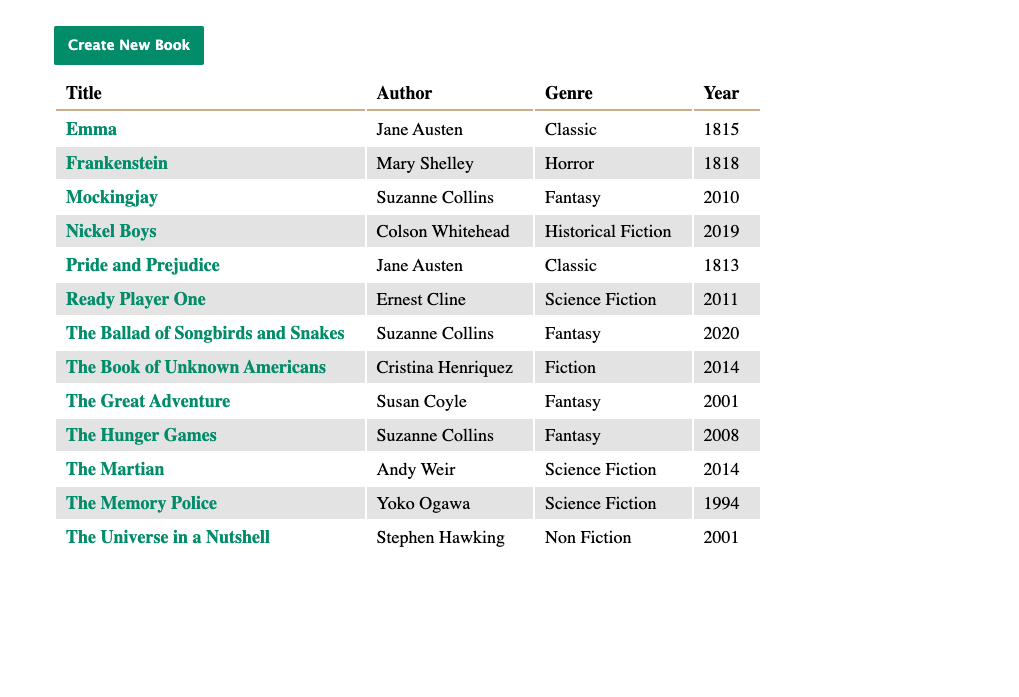 Create New Book
Title Author Genre Year
Emma Jane Austen Classic 1815
Frankenstein Mary Shelley Horror 1818
Mockingjay Suzanne Collins Fantasy 2010
Nickel Boys Colson Whitehead Historical Fiction 2019
Pride and Prejudice Jane Austen Classic 1813
Ready Player One Ernest Cline Science Fiction 2011
The Ballad of Songbirds and Snakes Suzanne Collins Fantasy 2020
The Book of Unknown Americans Cristina Henriquez Fiction 2014
The Great Adventure Susan Coyle Fantasy 2001
The Hunger Games Suzanne Collins Fantasy 2008
The Martian Andy Weir Science Fiction 2014
The Memory Police Yoko Ogawa Science Fiction 1994
The Universe in a Nutshell Stephen Hawking Non Fiction 2001